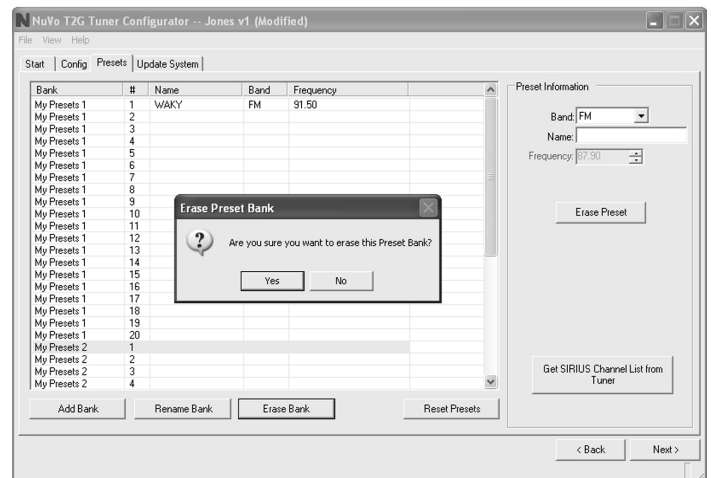 NuVo T2G Tuner Configurator -- Jones v1 (Modified)
File View Help
Start Config Presets Update System
Bank # Name Band Frequency
My Presets 1 1 WAKY FM 91.50
My Presets 1 2
My Presets 1 3
My Presets 1 4
My Presets 1 5
My Presets 1 6
My Presets 1 7
My Presets 1 8
My Presets 1 9
My Presets 1 10
My Presets 1 11
My Presets 1 12
My Presets 1 13
My Presets 1 14
My Presets 1 15
My Presets 1 16
My Presets 1 17
My Presets 1 18
My Presets 1 19
My Presets 1 20
My Presets 2 1
My Presets 2 2
My Presets 2 3
My Presets 2 4
Add Bank Rename Bank Erase Bank Reset Presets
Erase Preset Bank
Are you sure you want to erase this Preset Bank?
Yes No
Preset Information
Band: FM
Name:
Frequency: 87.90
Erase Preset
Get SIRIUS Channel List from
Tuner
< Back Next >